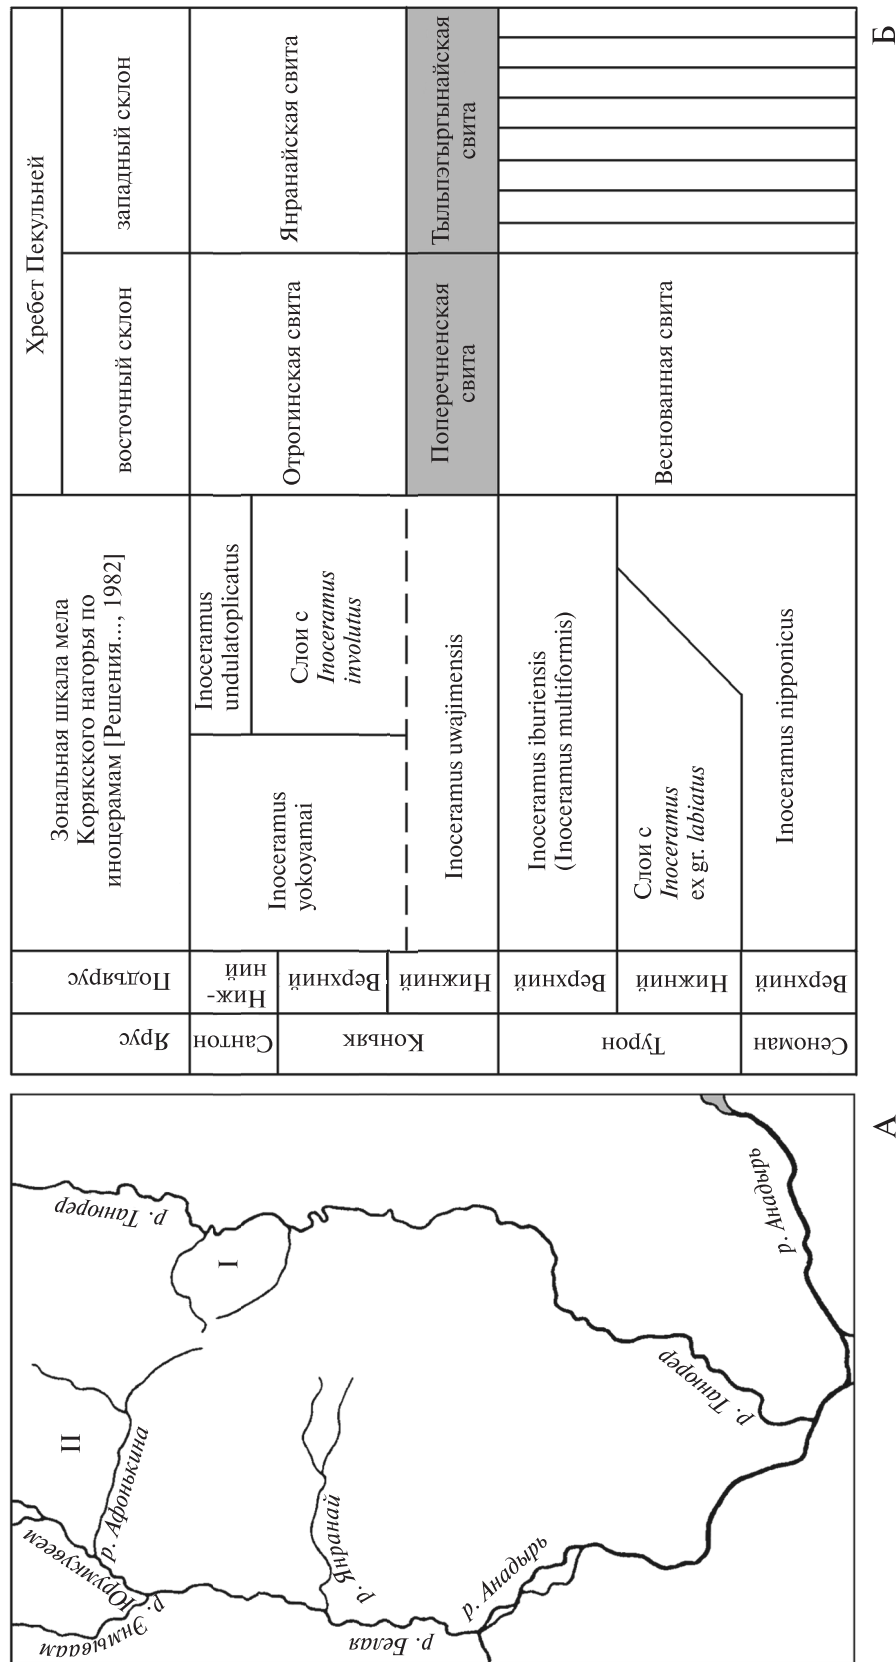 А
р. Танюрер
I
II
р. Афонькина
р. Юрумкувеем
Энмываам
р. Янранай
р. Белая
р. Анадырь
р. Танюрер
р. Анадырь
Б
Ярус
Подъярус
Зональная шкала мела
Корякского нагорья по
иноцерамам [Решения..., 1982]
Хребет Пекульней
восточный склон
западный склон
Сантон
Ниж-
ний
Коньяк
Верхний
Нижний
Турон
Верхний
Нижний
Сеноман
Верхний
Inoceramus
yokoyamai
Inoceramus
undulatoplicatus
Слои с
Inoceramus
involutus
Inoceramus uwajimensis
Inoceramus iburiensis
(Inoceramus multiformis)
Слои с
Inoceramus
ex gr. labiatus
Inoceramus nipponicus
Отрогинская свита
Янранайская свита
Поперечненская
свита
Тыльпэгыргынайская
свита
Веснованная свита